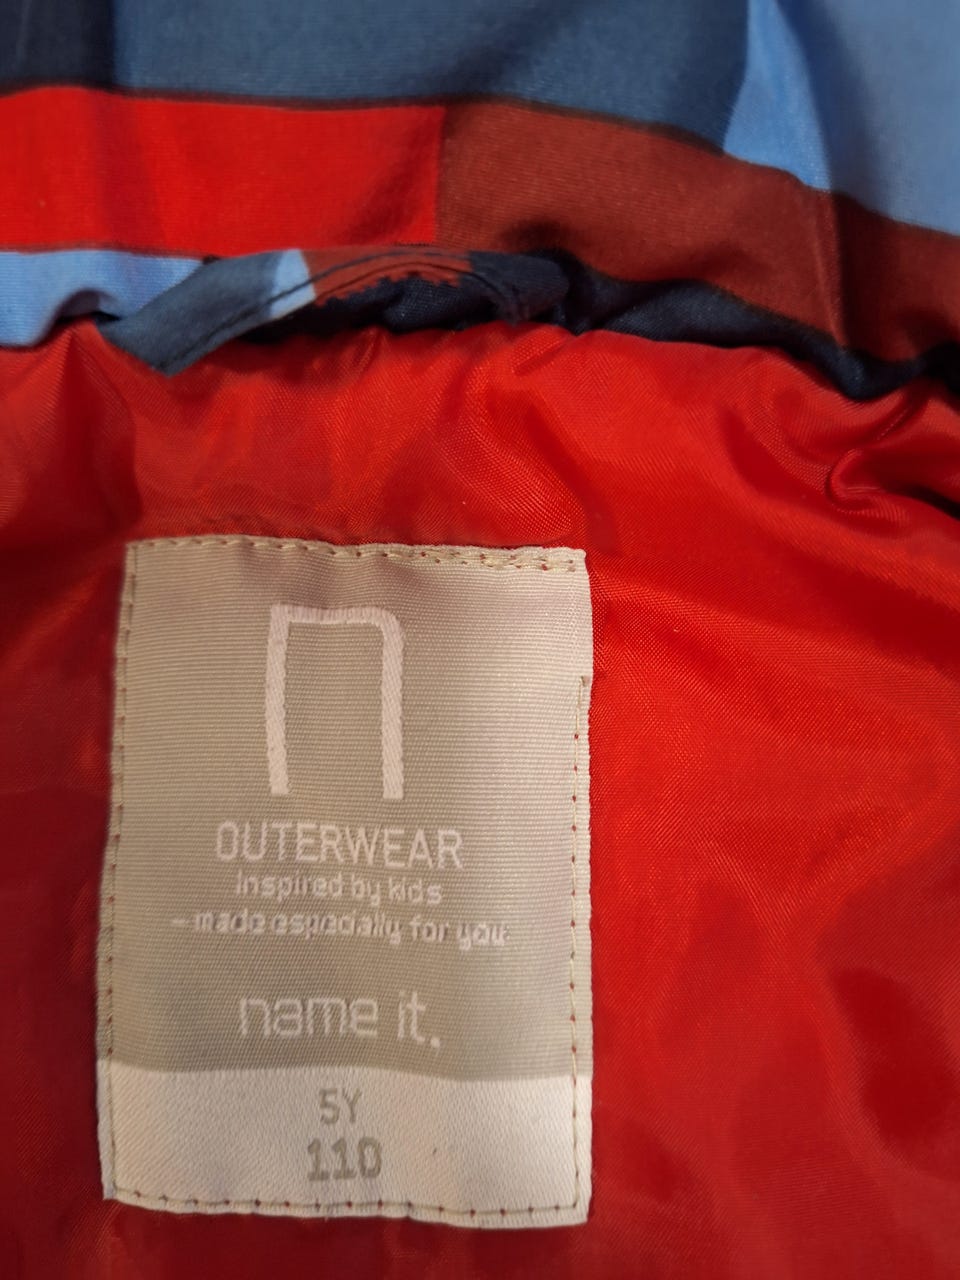 n
OUTERWEAR
Inspired by kids
- made especially for you
name it.
5Y
110